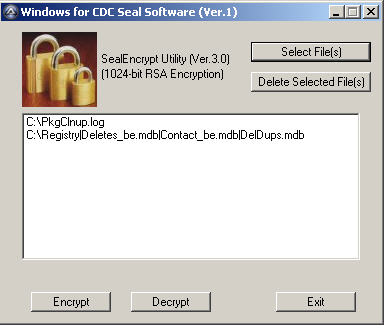 Windows for CDC Seal Software (Ver.1)
SealEncrypt Utility (Ver.3.0)
(1024-bit RSA Encryption)
Select File(s)
Delete Selected File(s)
C:\PkgClnup.log
C:\Registry|Deletes_be.mdb|Contact_be.mdb|DelDups.mdb
Encrypt
Decrypt
Exit